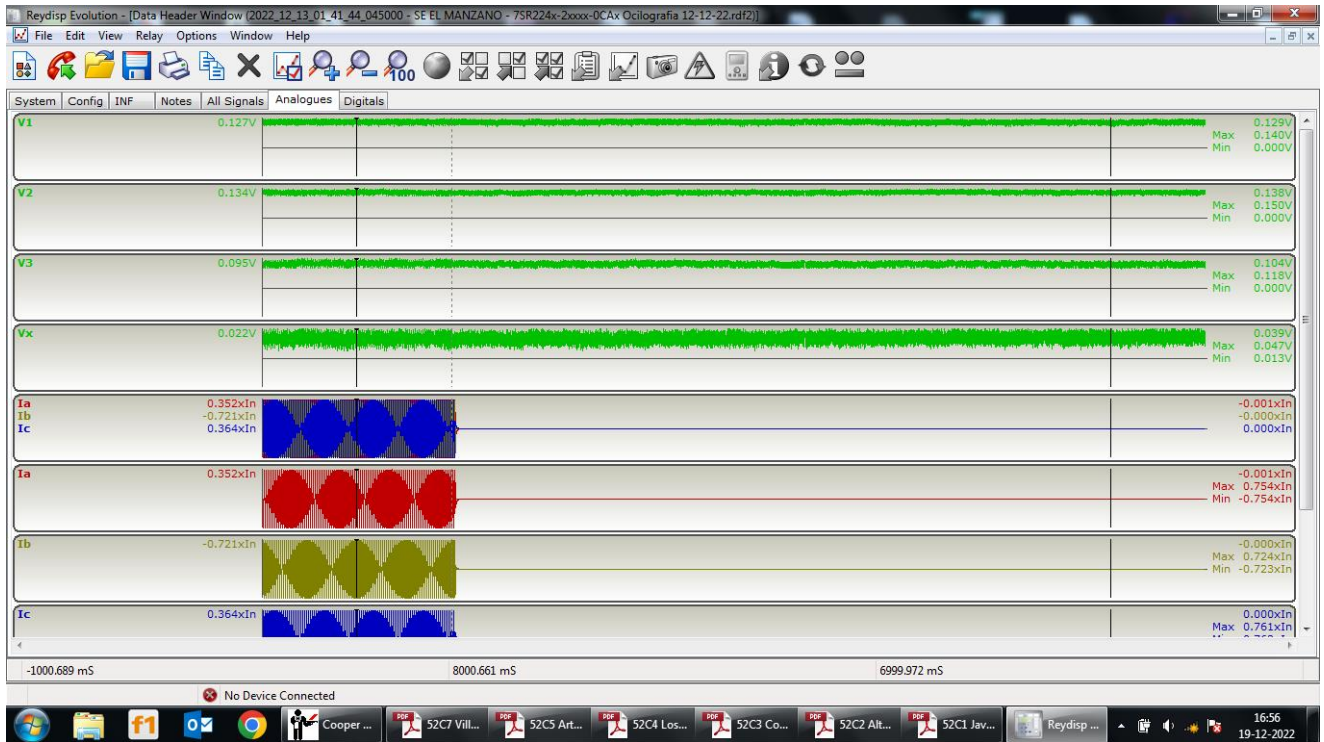 Reydisp Evolution - [Data Header Window (2022_12_13_01_41_44_045000 - SE EL MANZANO - 7SR224x-2xxxx-0CAx Ocilografia 12-12-22.rdf2)]
File Edit View Relay Options Window Help
100
System Config INF Notes All Signals Analogues Digitals
V1 0.127V 0.129V
Max 0.140V
Min 0.000V
V2 0.134V 0.138V
Max 0.150V
Min 0.000V
V3 0.095V 0.104V
Max 0.118V
Min 0.000V
Vx 0.022V 0.039V
Max 0.047V
Min 0.013V
Ia 0.352xIn -0.001xIn
Ib -0.721xIn -0.000xIn
Ic 0.364xIn 0.000xIn
Ia 0.352xIn -0.001xIn
Max 0.754xIn
Min -0.754xIn
Ib -0.721xIn -0.000xIn
Max 0.724xIn
Min -0.723xIn
Ic 0.364xIn 0.000xIn
Max 0.761xIn
-1000.689 mS 8000.661 mS 6999.972 mS
No Device Connected
f1 Cooper ... PDF 52C7 Vill... PDF 52C5 Art... PDF 52C4 Los... PDF 52C3 Co... PDF 52C2 Alt... PDF 52C1 Jav... Reydisp ... 16:56
19-12-2022